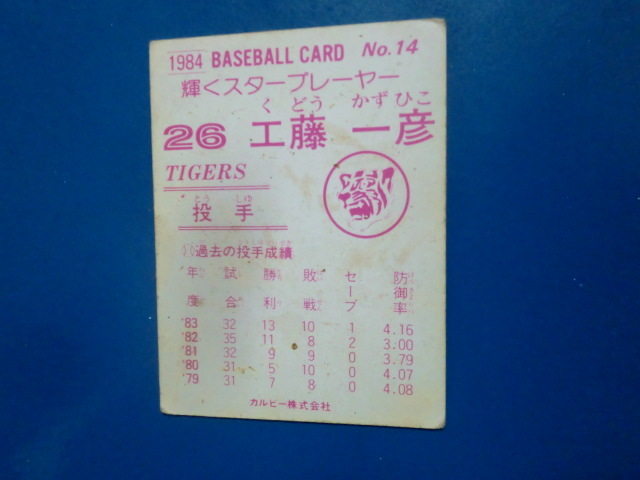 1984 BASEBALL CARD No.14
輝くスタープレーヤー
くどう かずひこ
26 工藤 一彦
TIGERS
とう しゅ
投手
過去の投手成績
年度 試合 勝利 敗戦 セーブ 防御率
'83 32 13 10 1 4.16
'82 35 11 8 2 3.00
'81 32 9 9 0 3.79
'80 31 5 10 0 4.07
'79 31 7 8 0 4.08
カルビー株式会社